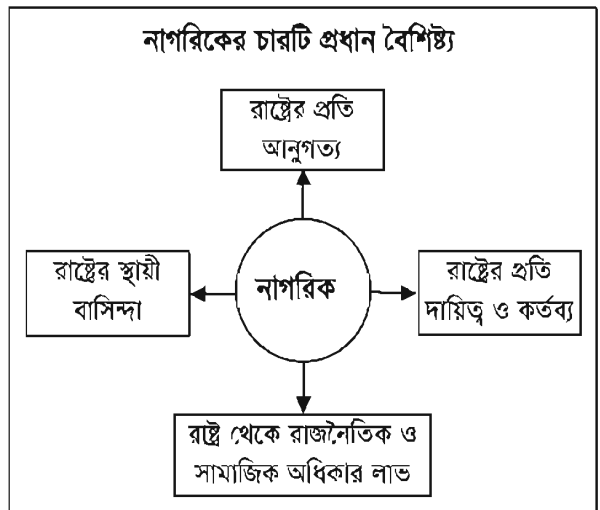 নাগরিকের চারটি প্রধান বৈশিষ্ট্য
রাষ্ট্রের প্রতি
আনুগত্য
রাষ্ট্রের স্থায়ী
বাসিন্দা
নাগরিক
রাষ্ট্রের প্রতি
দায়িত্ব ও কর্তব্য
রাষ্ট্র থেকে রাজনৈতিক ও
সামাজিক অধিকার লাভ